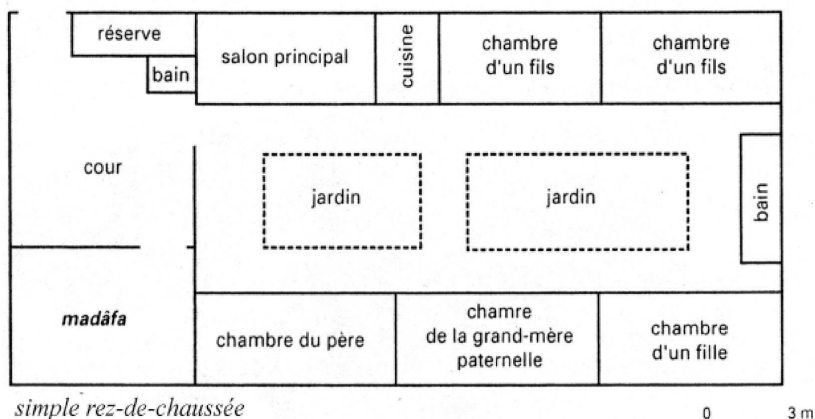 réserve
bain
salon principal
cuisine
chambre
d'un fils
chambre
d'un fils
cour
jardin
jardin
bain
madâfa
chambre du père
chamre
de la grand-mère
paternelle
chambre
d'un fille
simple rez-de-chaussée
0
3 m